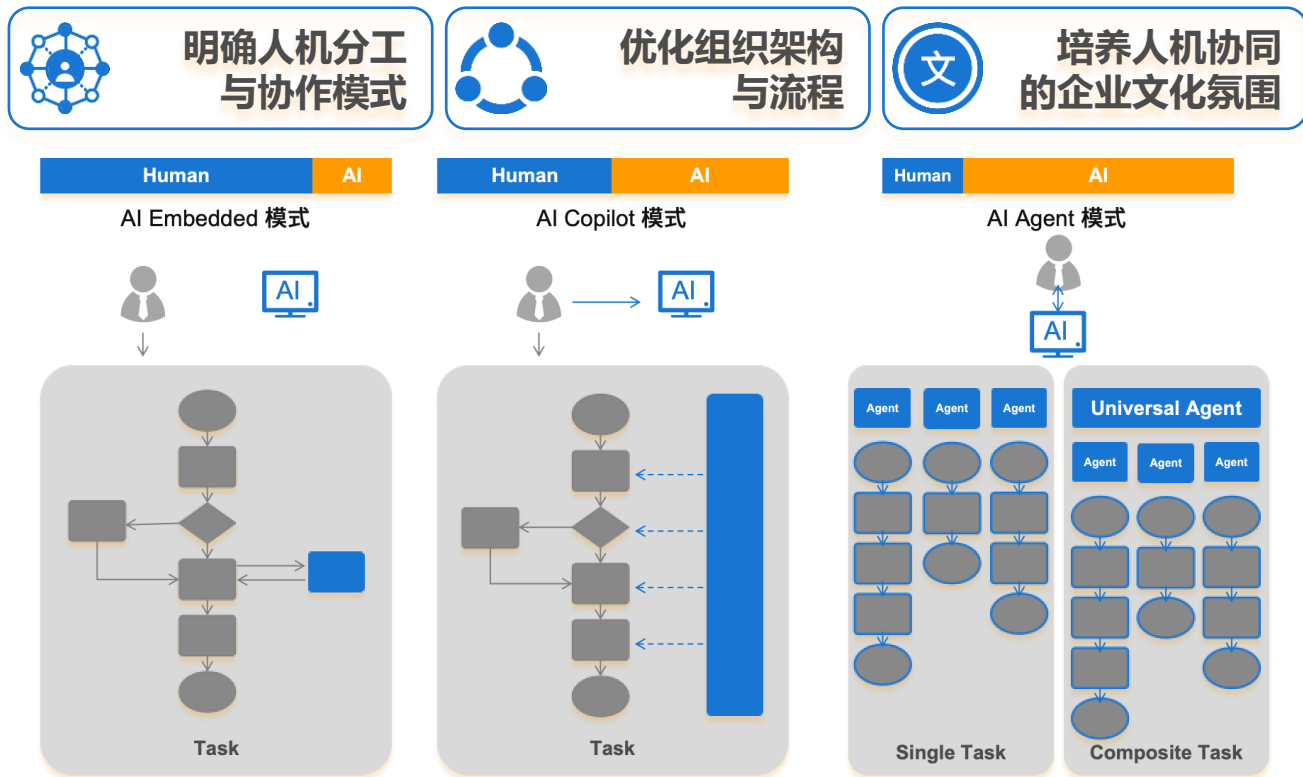 明确人机分工
与协作模式
优化组织架构
与流程
文
培养人机协同
的企业文化氛围
Human
AI
AI Embedded 模式
AI
Task
Human
AI
AI Copilot 模式
AI
Task
Human
AI
AI Agent 模式
AI
Agent
Agent
Agent
Single Task
Universal Agent
Agent
Agent
Agent
Composite Task